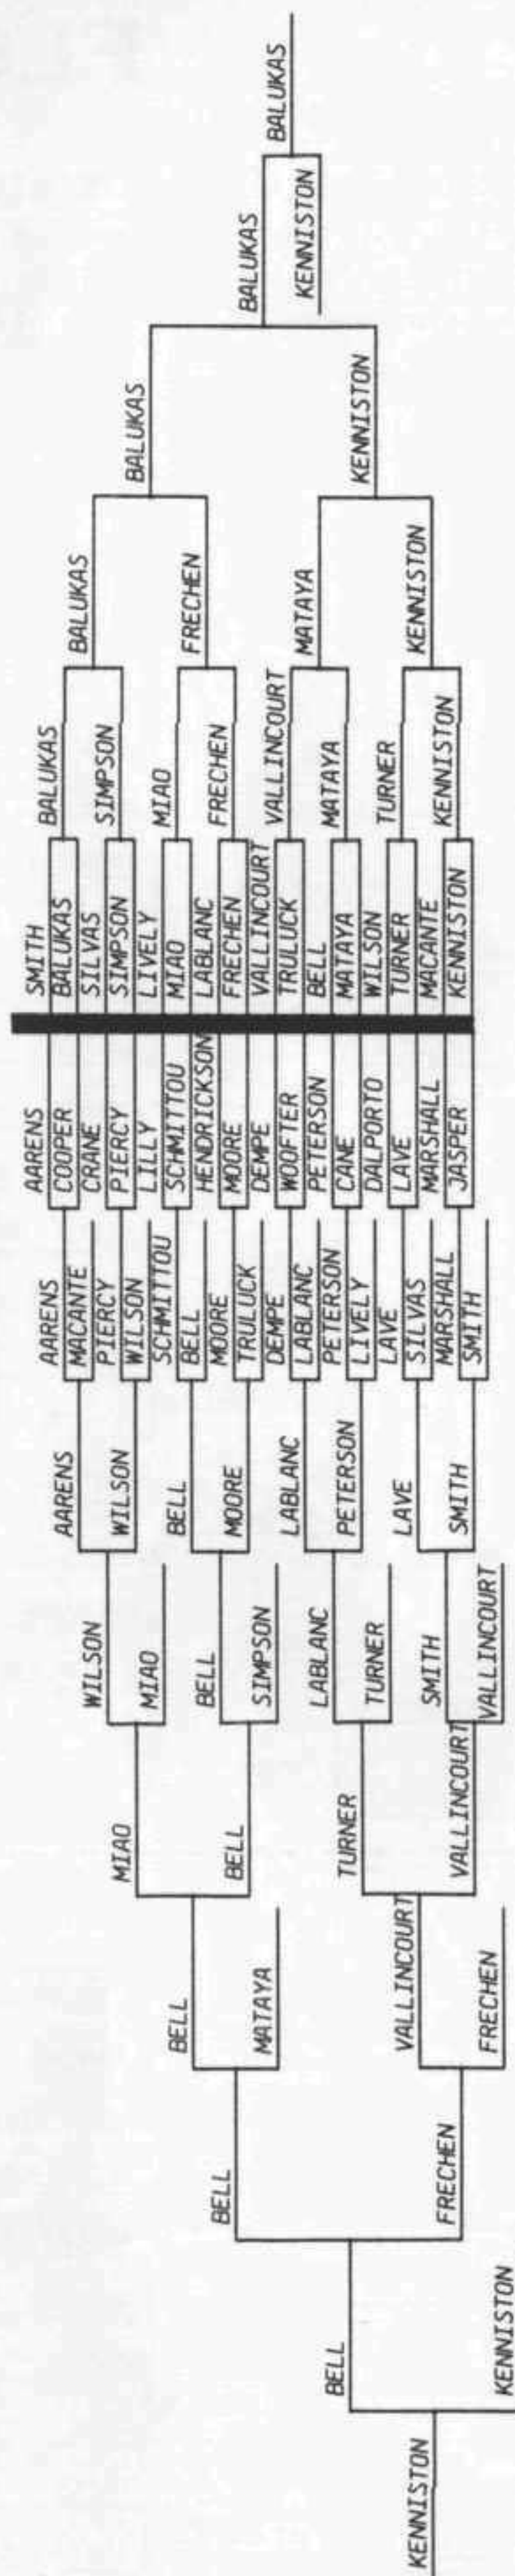 KENNISTON
BELL
KENNISTON
BELL
FRECHEN
BELL
MATAYA
VALLINCOURT
FRECHEN
MIAO
BELL
TURNER
VALLINCOURT
WILSON
MIAO
BELL
SIMPSON
LABLANC
TURNER
SMITH
VALLINCOURT
AARENS
WILSON
BELL
MOORE
LABLANC
PETERSON
LAVE
SMITH
AARENS
MACANTE
PIERCY
WILSON
SCHMITTOU
BELL
MOORE
TRULUCK
DEMPE
LABLANC
PETERSON
LIVELY
LAVE
SILVAS
MARSHALL
SMITH
AARENS
COOPER
CRANE
PIERCY
LILLY
SCHMITTOU
HENDRICKSON
MOORE
DEMPE
WOOFTER
PETERSON
CANE
DALPORTO
LAVE
MARSHALL
JASPER
SMITH
BALUKAS
SILVAS
SIMPSON
LIVELY
MIAO
LABLANC
FRECHEN
VALLINCOURT
TRULUCK
BELL
MATAYA
WILSON
TURNER
MACANTE
KENNISTON
BALUKAS
SIMPSON
MIAO
FRECHEN
VALLINCOURT
MATAYA
TURNER
KENNISTON
BALUKAS
FRECHEN
MATAYA
KENNISTON
BALUKAS
KENNISTON
BALUKAS
KENNISTON
BALUKAS